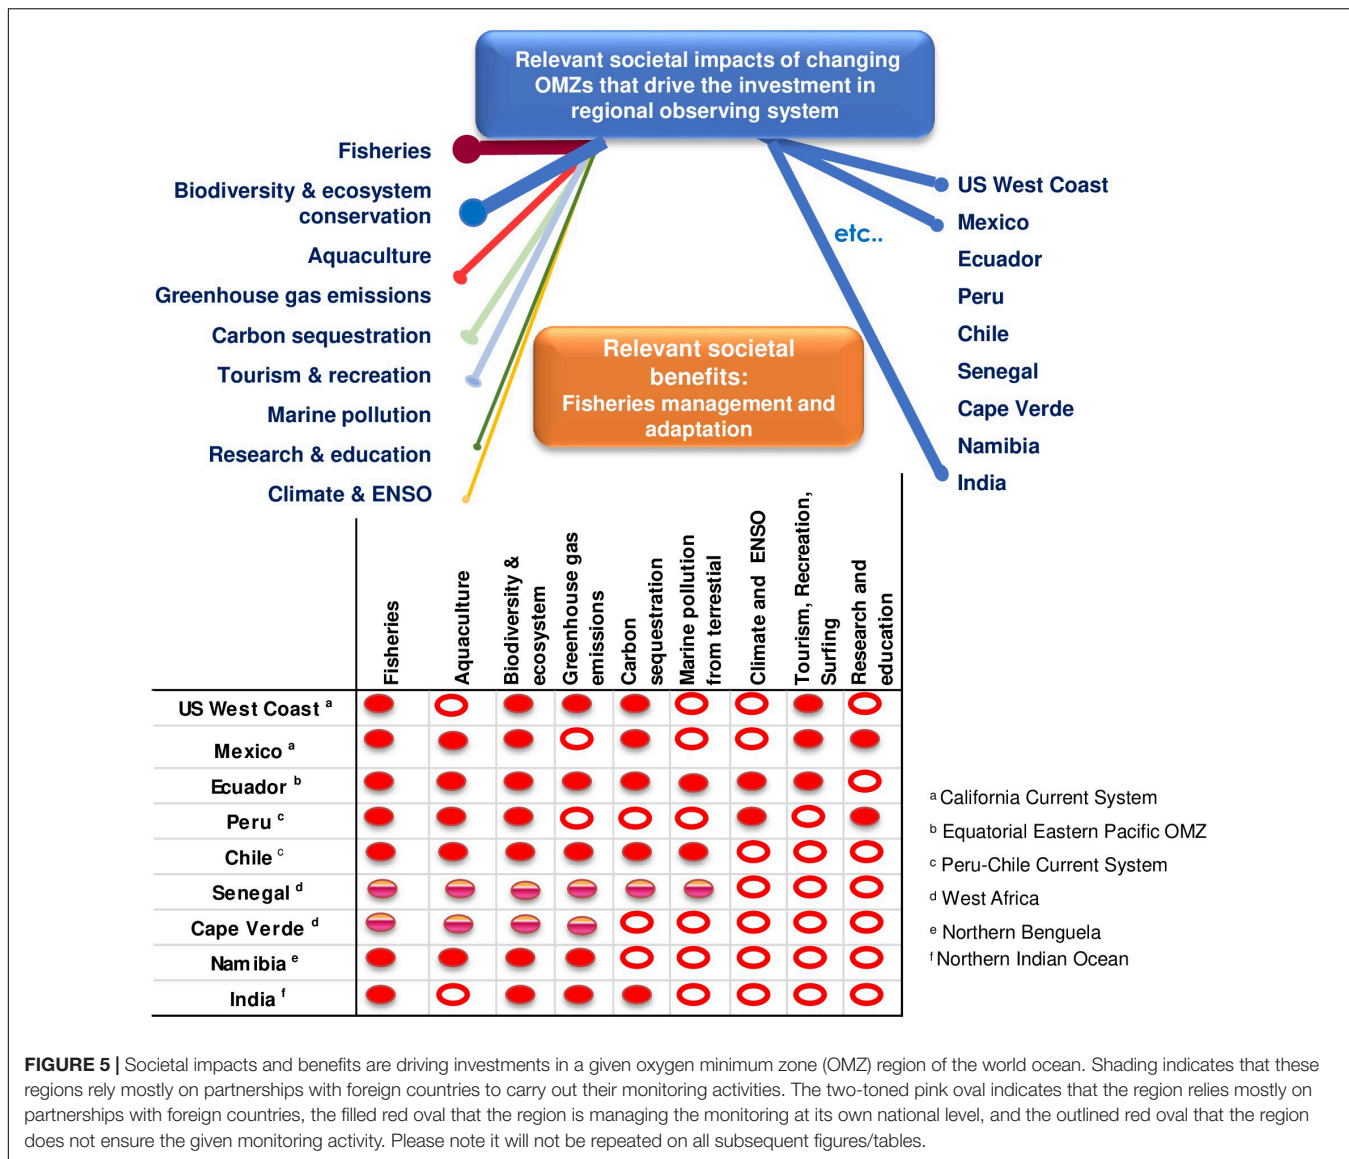 Relevant societal impacts of changing
OMZs that drive the investment in
regional observing system
Fisheries
Biodiversity & ecosystem
conservation
Aquaculture
Greenhouse gas emissions
Carbon sequestration
Tourism & recreation
Marine pollution
Research & education
Climate & ENSO
etc..
US West Coast
Mexico
Ecuador
Peru
Chile
Senegal
Cape Verde
Namibia
India
Relevant societal
benefits:
Fisheries management and
adaptation
Fisheries
Aquaculture
Biodiversity &
ecosystem
Greenhouse gas
emissions
Carbon
sequestration
Marine pollution
from terrestial
Climate and ENSO
Tourism, Recreation,
Surfing
Research and
education
US West Coast a
Mexico a
Ecuador b
Peru c
Chile c
Senegal d
Cape Verde d
Namibia e
India f
a California Current System
b Equatorial Eastern Pacific OMZ
c Peru-Chile Current System
d West Africa
e Northern Benguela
f Northern Indian Ocean
FIGURE 5 | Societal impacts and benefits are driving investments in a given oxygen minimum zone (OMZ) region of the world ocean. Shading indicates that these
regions rely mostly on partnerships with foreign countries to carry out their monitoring activities. The two-toned pink oval indicates that the region relies mostly on
partnerships with foreign countries, the filled red oval that the region is managing the monitoring at its own national level, and the outlined red oval that the region
does not ensure the given monitoring activity. Please note it will not be repeated on all subsequent figures/tables.